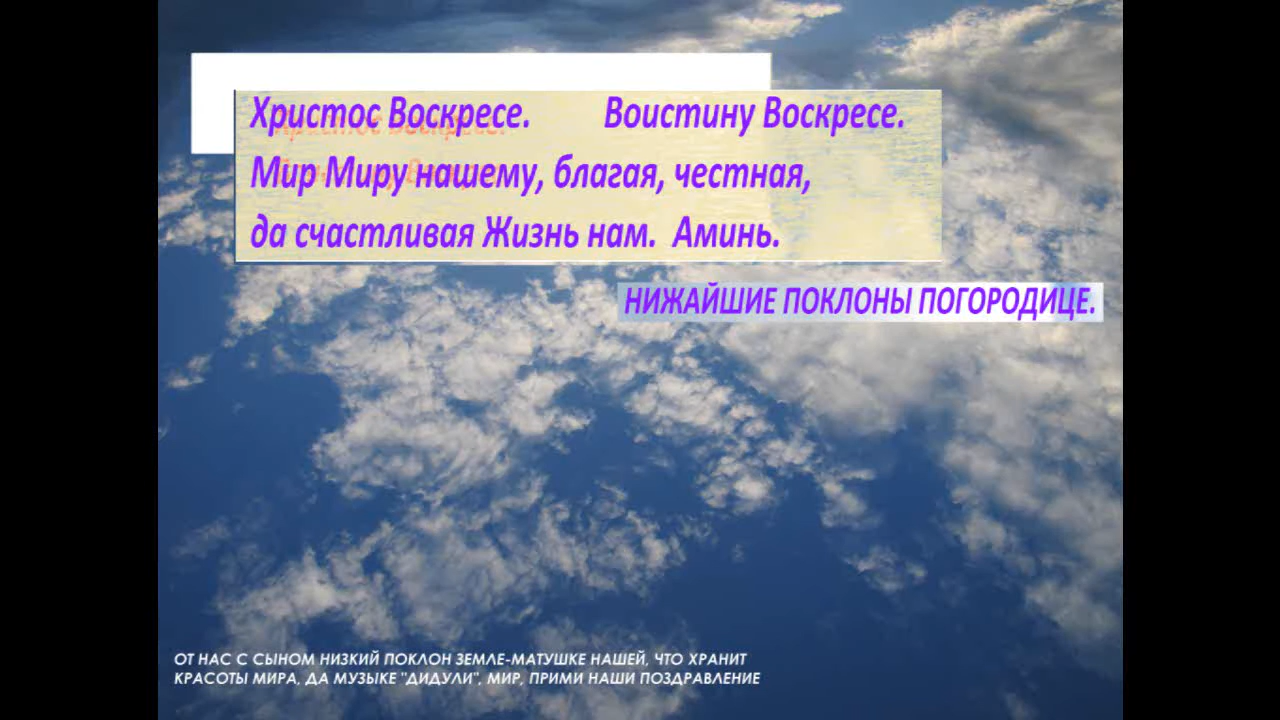 Христос Воскресе. Воистину Воскресе.
Мир Миру нашему, благая, честная,
да счастливая Жизнь нам. Аминь.
НИЖАЙШИЕ ПОКЛОНЫ ПОГОРОДИЦЕ.
ОТ НАС С СЫНОМ НИЗКИЙ ПОКЛОН ЗЕМЛЕ-МАТУШКЕ НАШЕЙ, ЧТО ХРАНИТ
КРАСОТЫ МИРА, ДА МУЗЫКЕ "ДИДУЛИ", МИР, ПРИМИ НАШИ ПОЗДРАВЛЕНИЕ